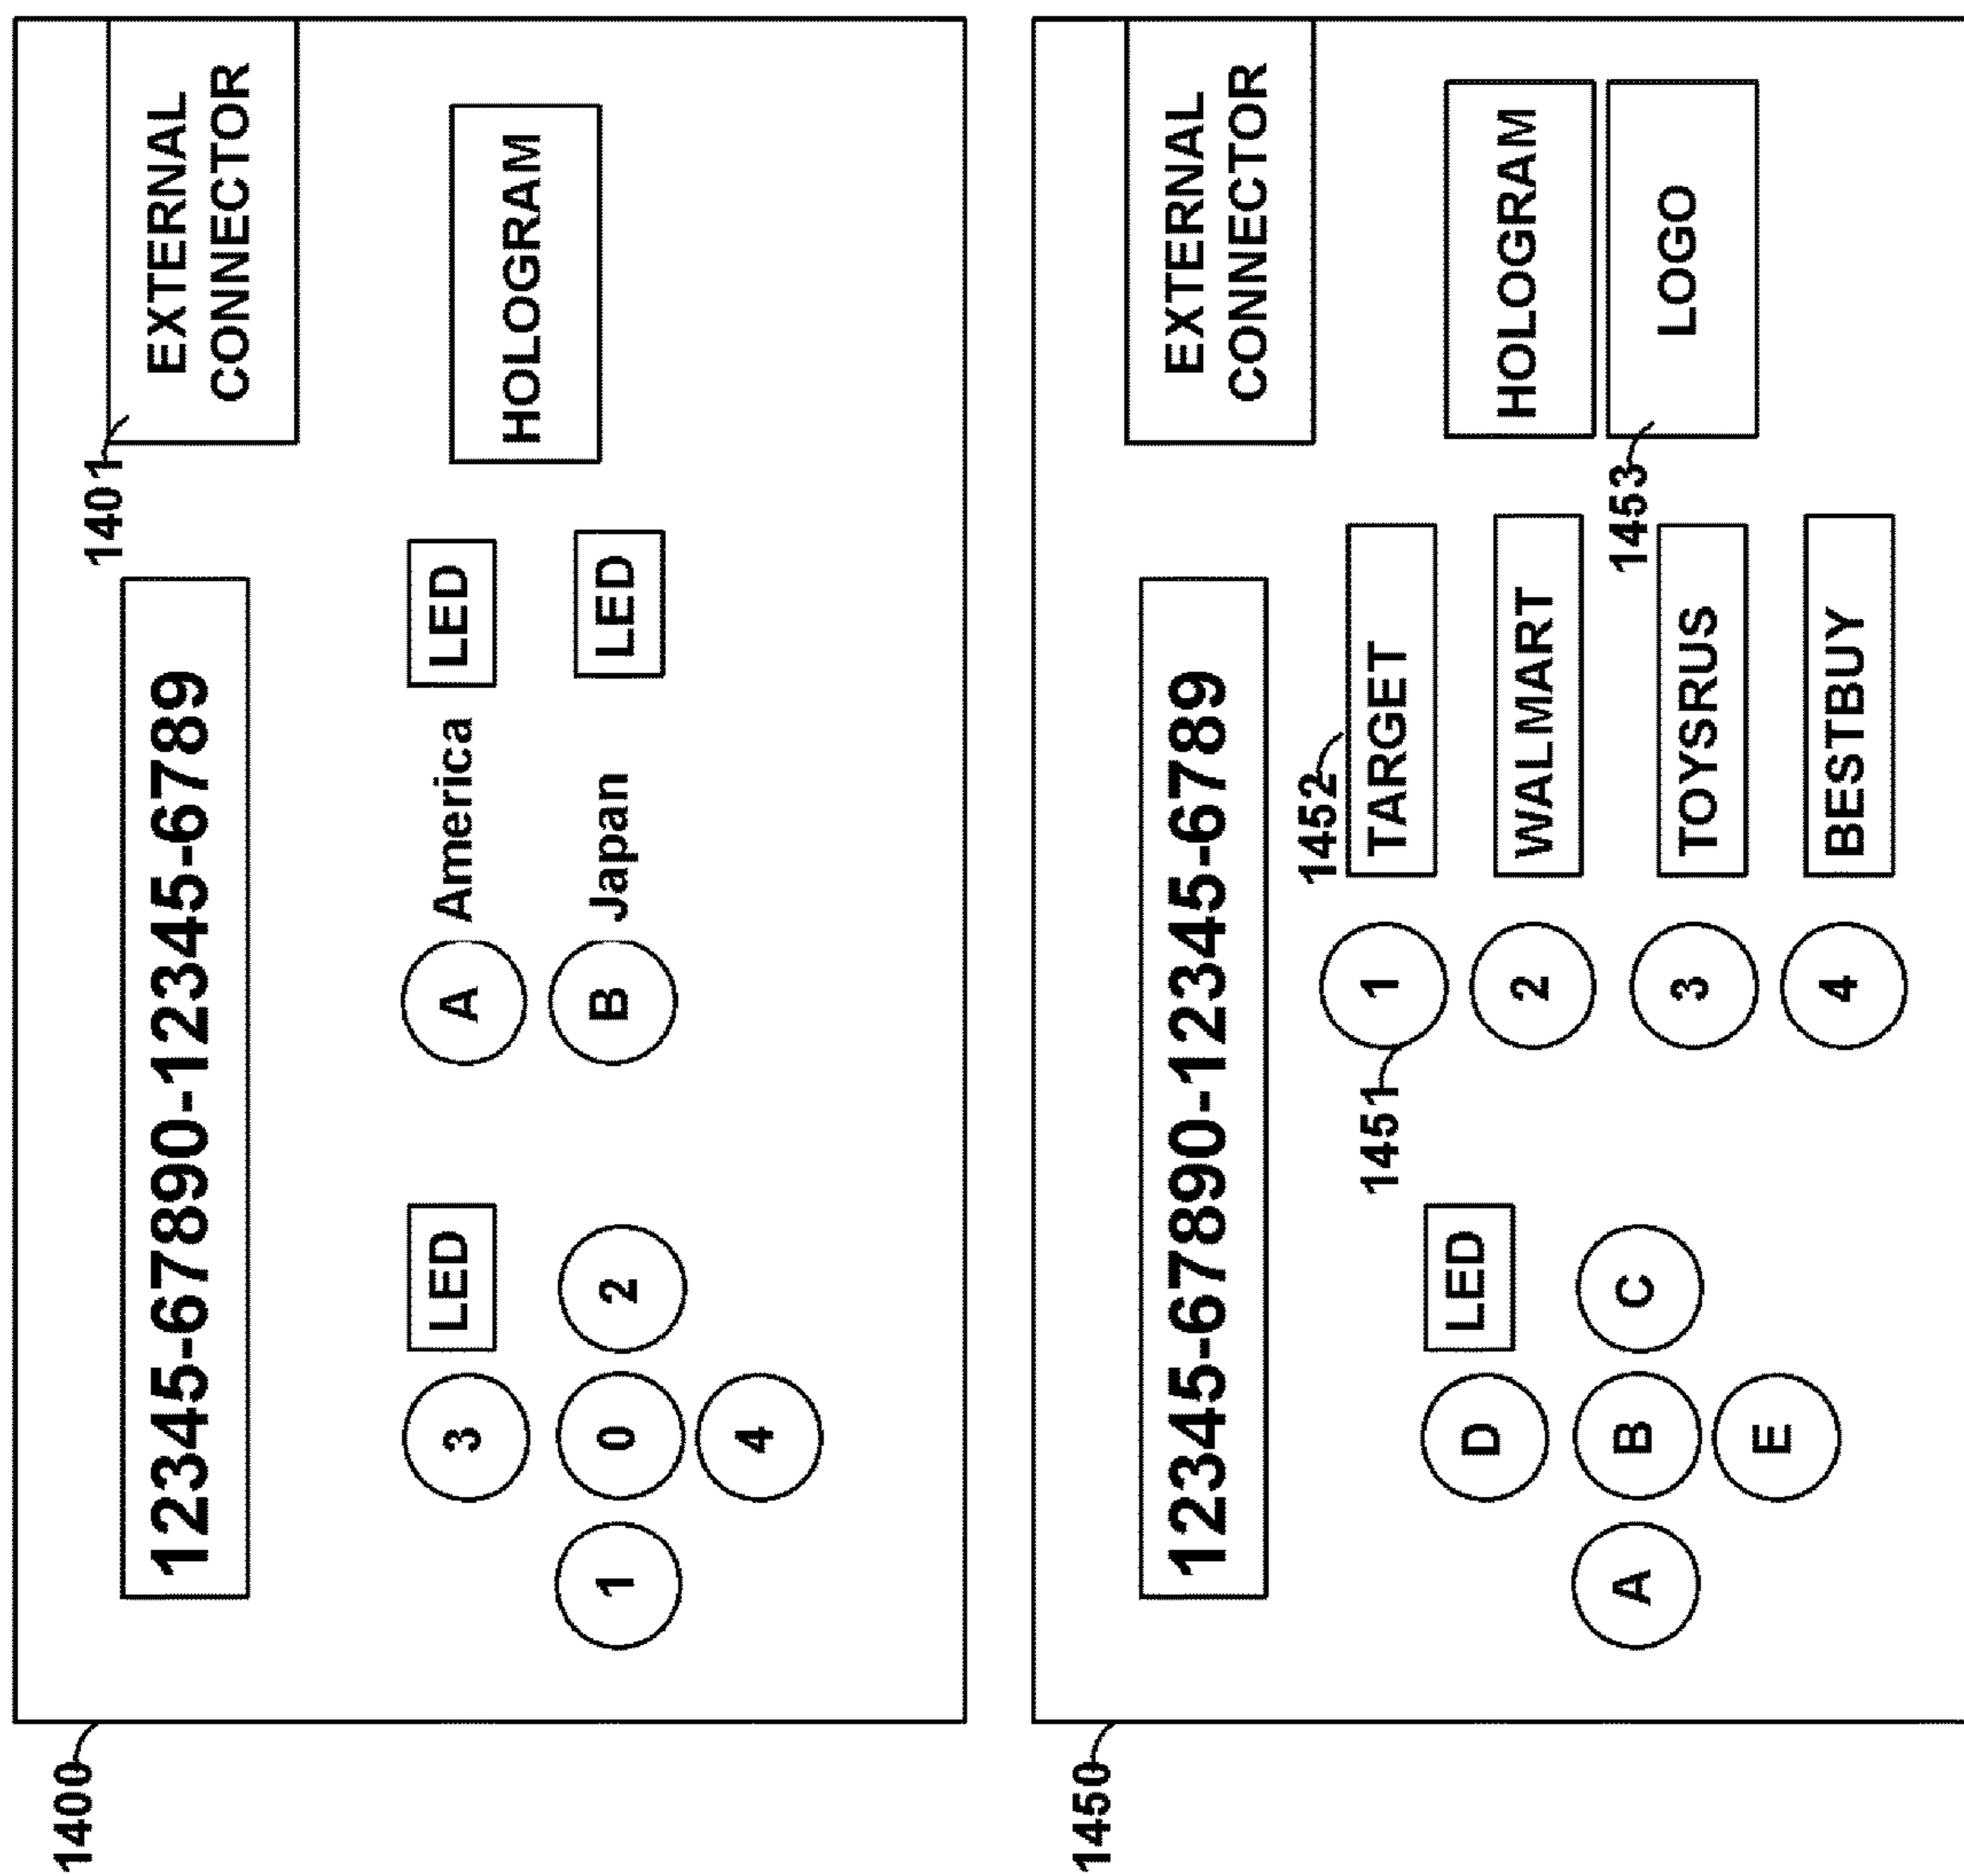 1400
1401
12345-67890-12345-6789
EXTERNAL
CONNECTOR
3 LED
A America LED
HOLOGRAM
1 0 2
B Japan LED
4
1450
12345-67890-12345-6789
EXTERNAL
CONNECTOR
1452
1451
1 TARGET
D LED
2 WALMART
HOLOGRAM
A B C
1453
LOGO
3 TOYSRUS
E
4 BESTBUY